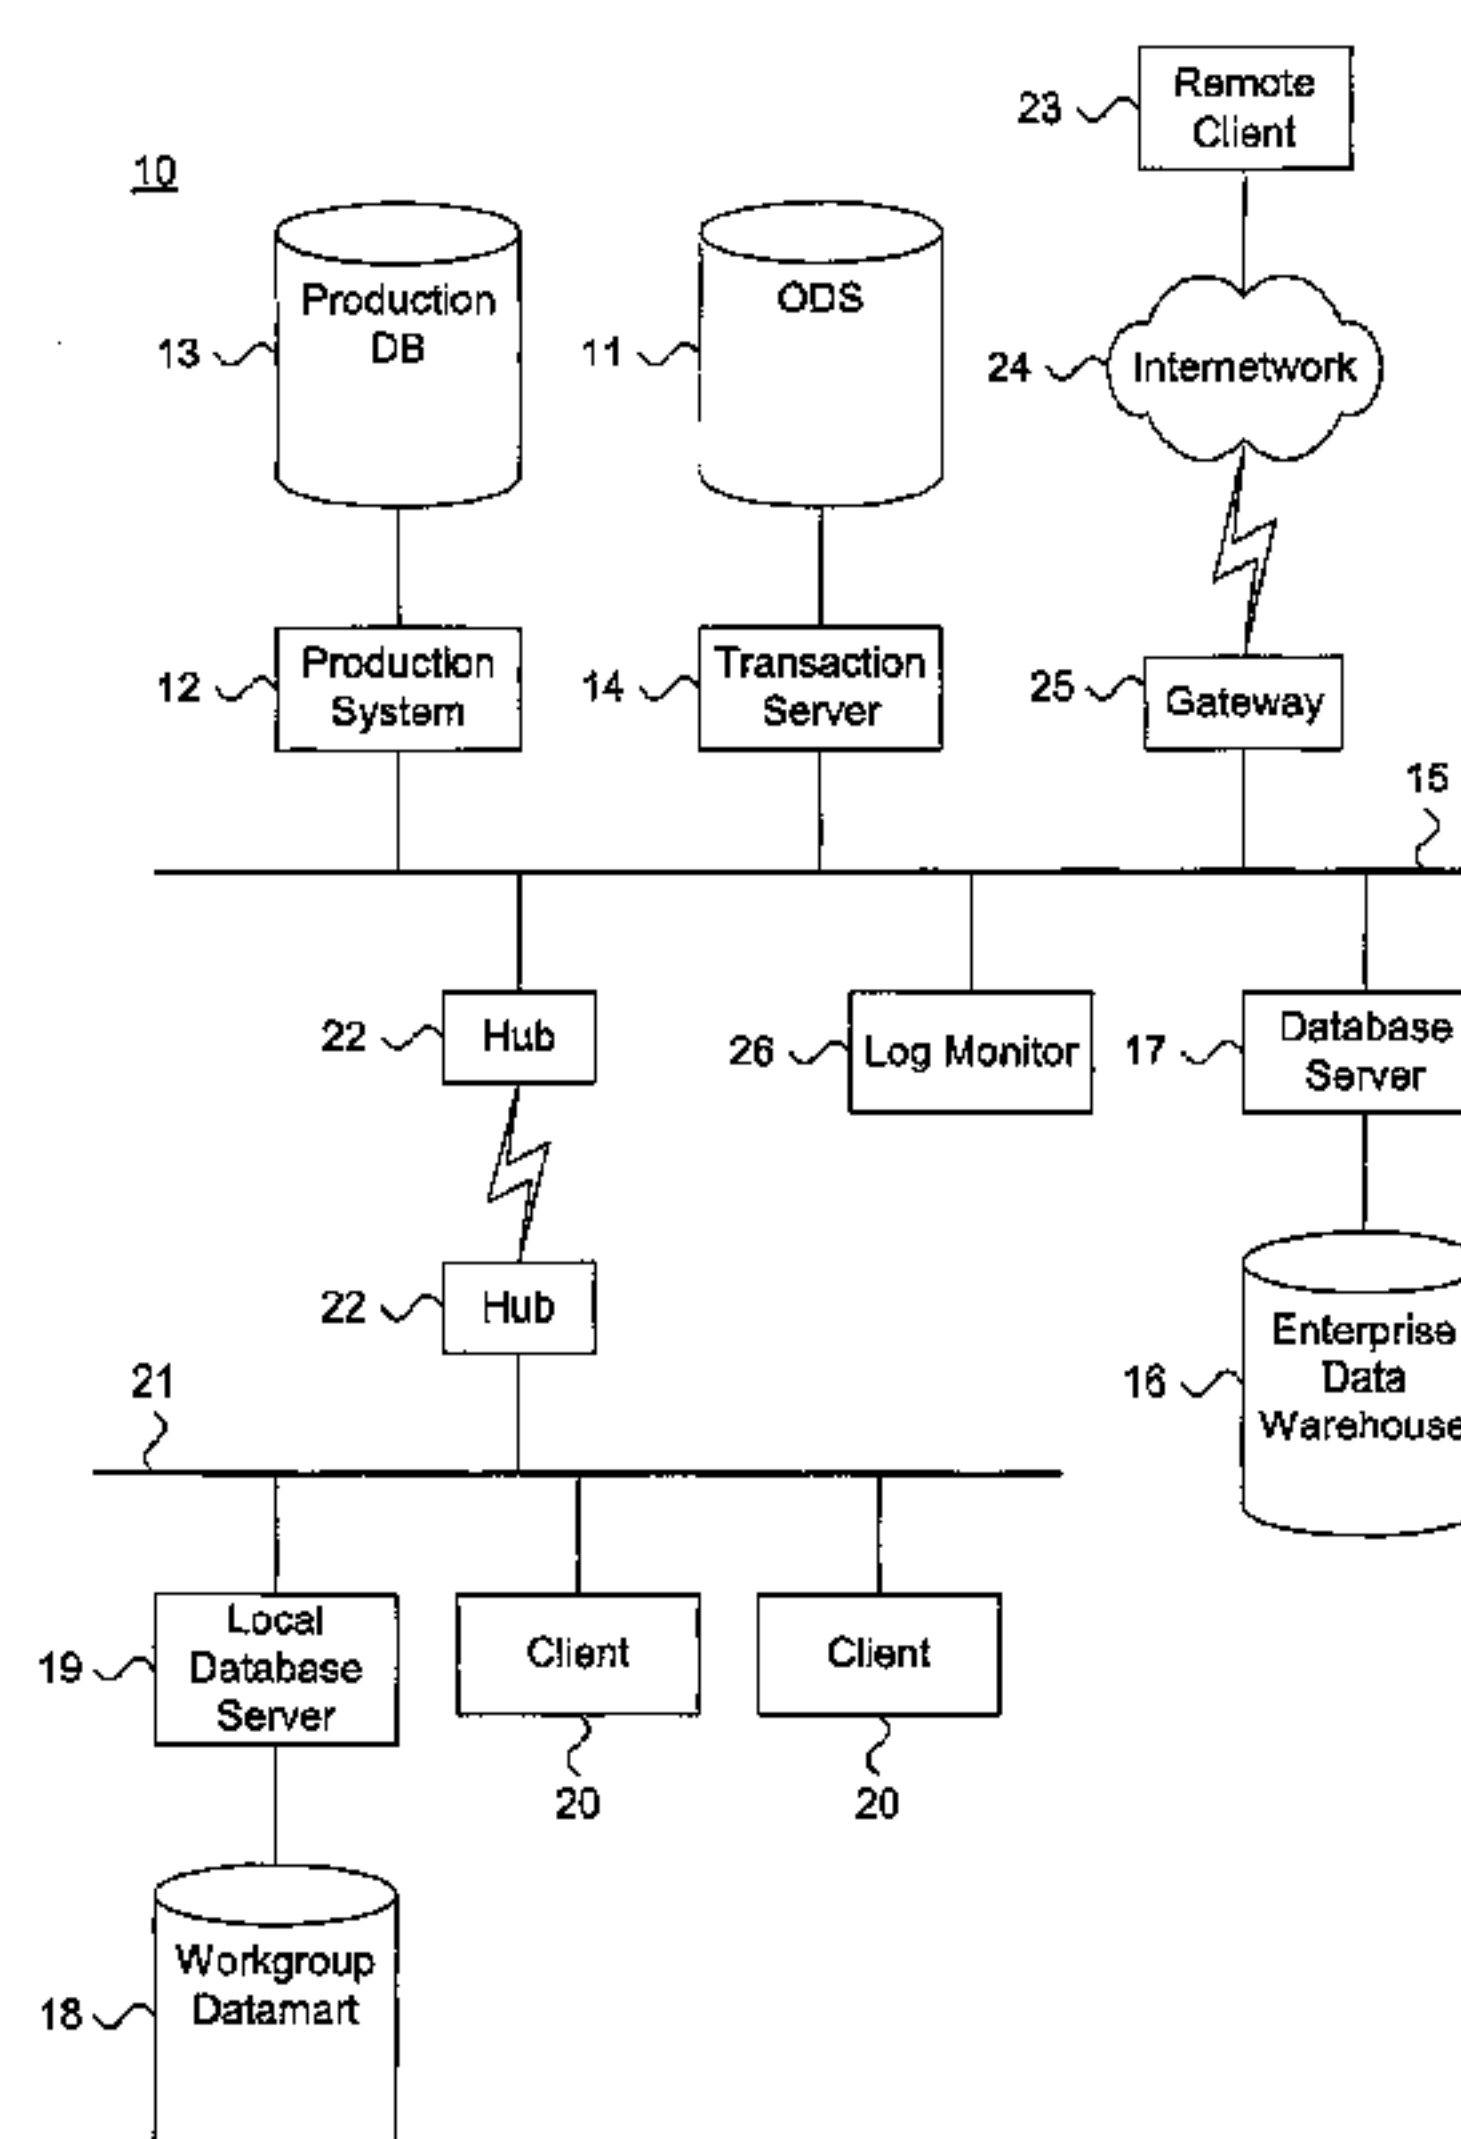 23
Remote
Client
10
Production
DB
13
ODS
11
24
Internetwork
12
Production
System
14
Transaction
Server
25
Gateway
15
22
Hub
26
Log Monitor
17
Database
Server
22
Hub
21
16
Enterprise
Data
Warehouse
19
Local
Database
Server
Client
Client
20
20
18
Workgroup
Datamart